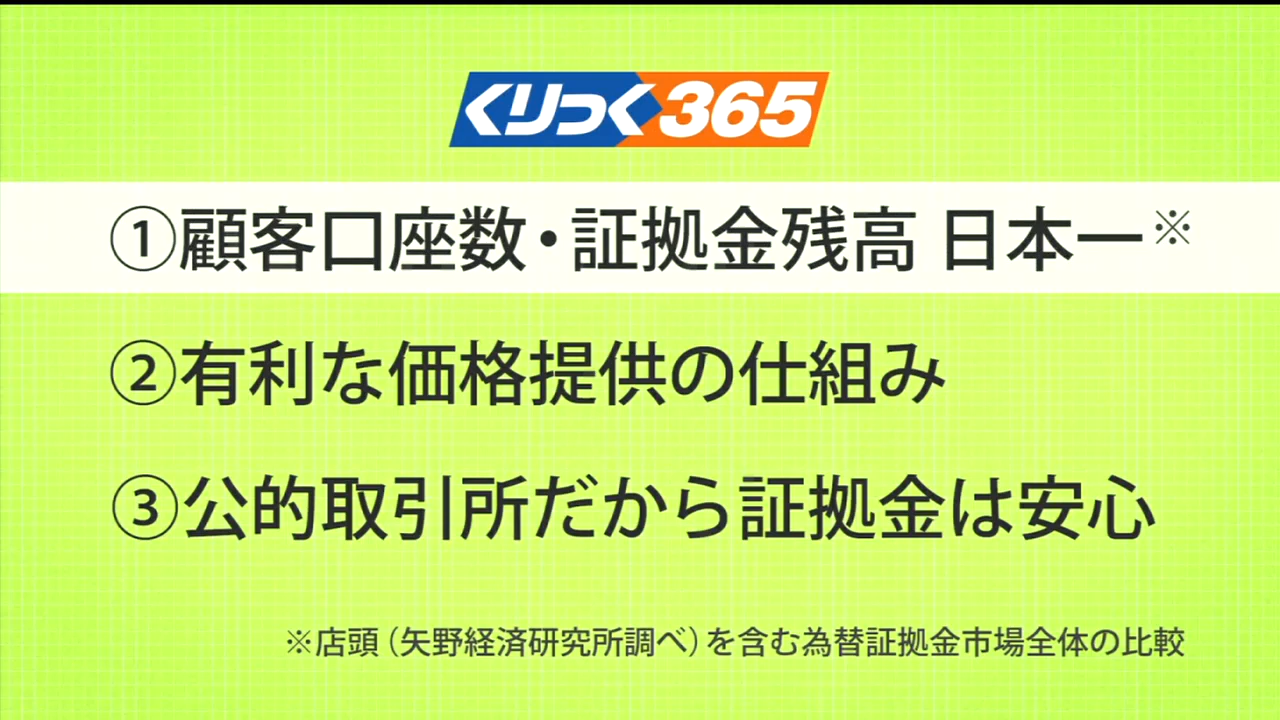 くりっく365
①顧客口座数・証拠金残高 日本一※
②有利な価格提供の仕組み
③公的取引所だから証拠金は安心
※店頭（矢野経済研究所調べ）を含む為替証拠金市場全体の比較